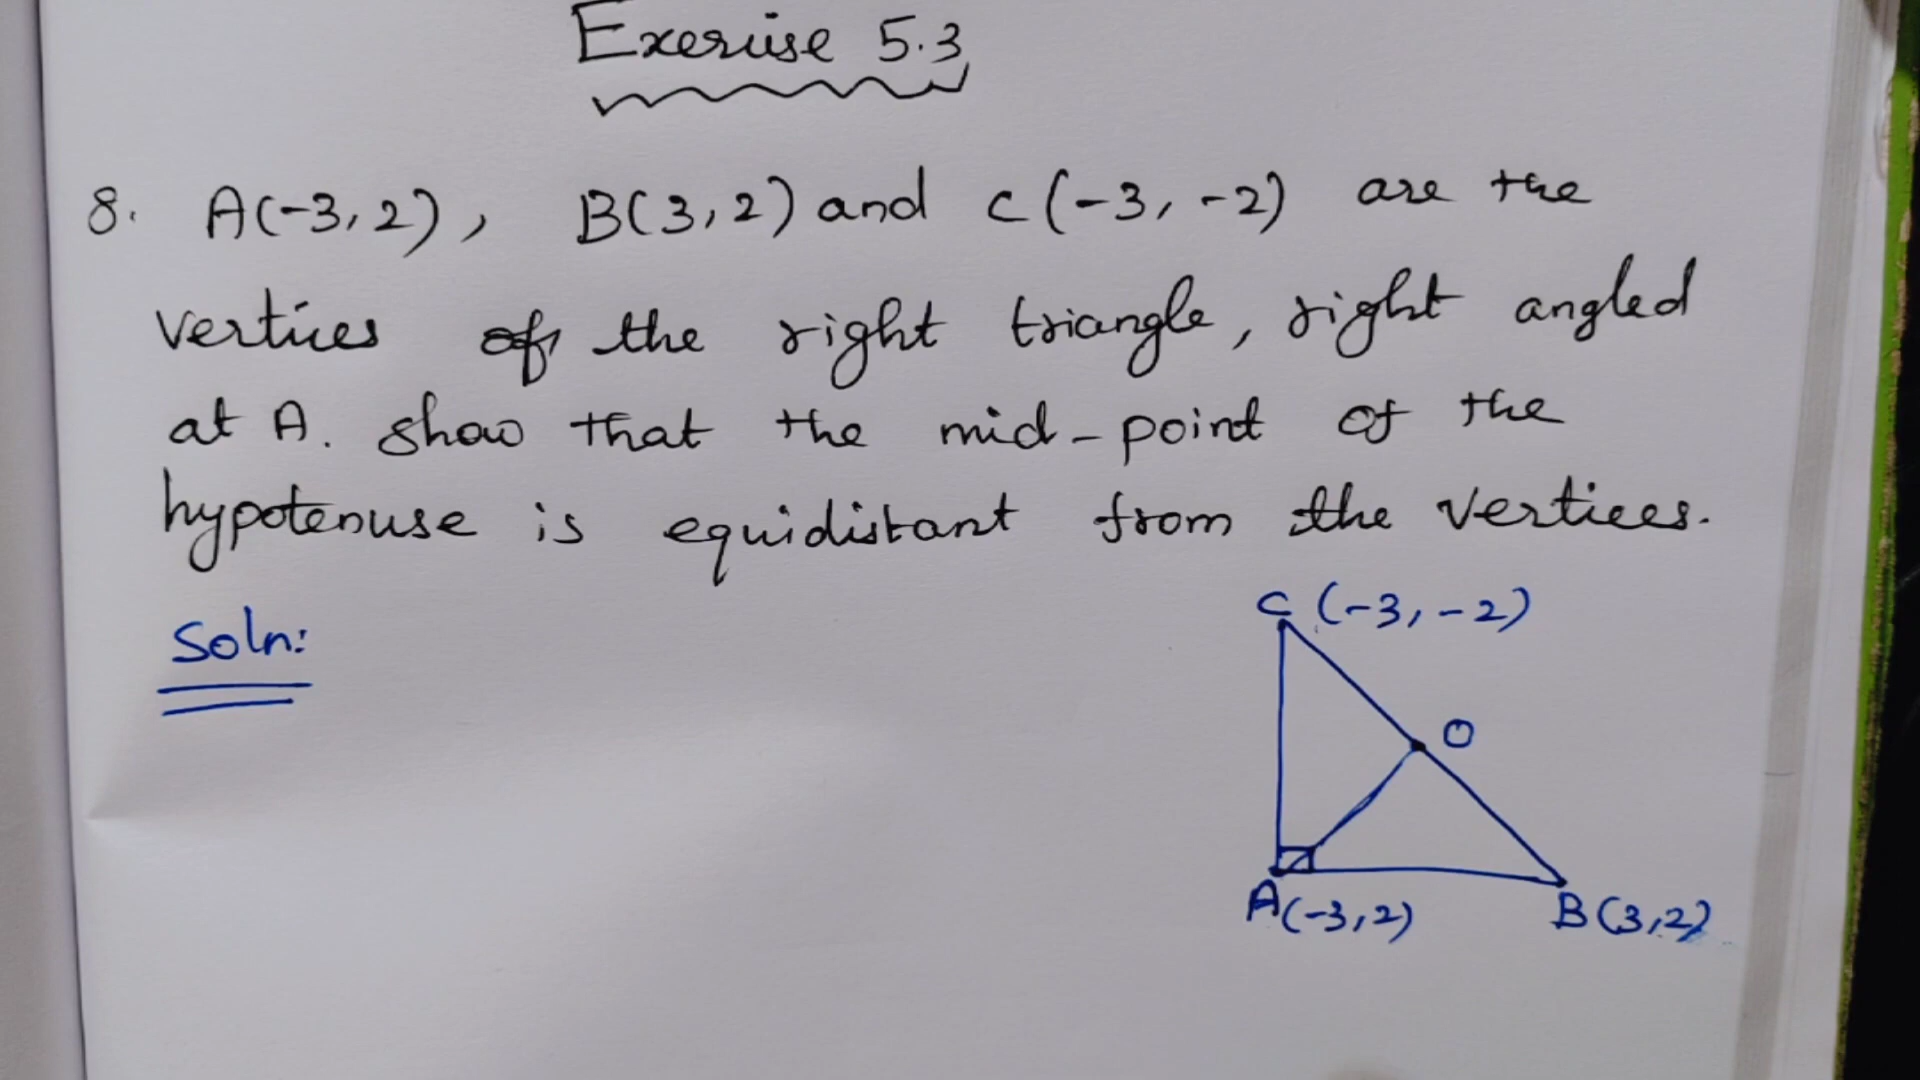 Exercise 5.3
8. A(-3,2), B(3,2) and C(-3,-2) are the
vertices of the right triangle, right angled
at A. show that the mid-point of the
hypotenuse is equidistant from the vertices.
Soln:
C (-3,-2)
O
A(-3,2) B(3,2)